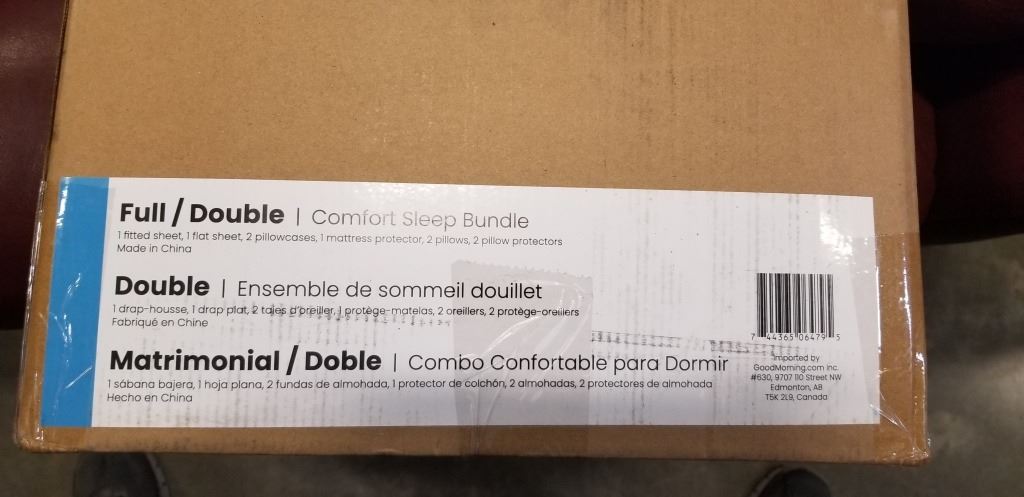 Full / Double | Comfort Sleep Bundle
1 fitted sheet, 1 flat sheet, 2 pillowcases, 1 mattress protector, 2 pillows, 2 pillow protectors
Made in China
Double | Ensemble de sommeil douillet
1 drap-housse, 1 drap plat, 2 taies d'oreiller, 1 protège-matelas, 2 oreillers, 2 protège-oreillers
Fabriqué en Chine
Matrimonial / Doble | Combo Confortable para Dormir
1 sábana bajera, 1 hoja plana, 2 fundas de almohada, 1 protector de colchón, 2 almohadas, 2 protectores de almohada
Hecho en China
7 44365 06479 5
Imported by
GoodMorning.com Inc.
#630, 9707 110 Street NW
Edmonton, AB
T5K 2L9, Canada